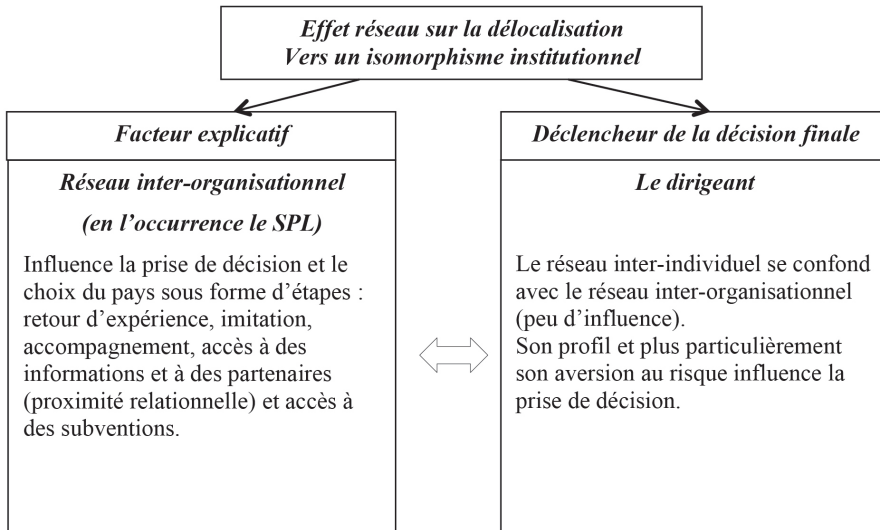 Effet réseau sur la délocalisation
Vers un isomorphisme institutionnel
Facteur explicatif
Réseau inter-organisationnel
(en l’occurrence le SPL)
Influence la prise de décision et le
choix du pays sous forme d’étapes :
retour d’expérience, imitation,
accompagnement, accès à des
informations et à des partenaires
(proximité relationnelle) et accès à
des subventions.
Déclencheur de la décision finale
Le dirigeant
Le réseau inter-individuel se confond
avec le réseau inter-organisationnel
(peu d’influence).
Son profil et plus particulièrement
son aversion au risque influence la
prise de décision.